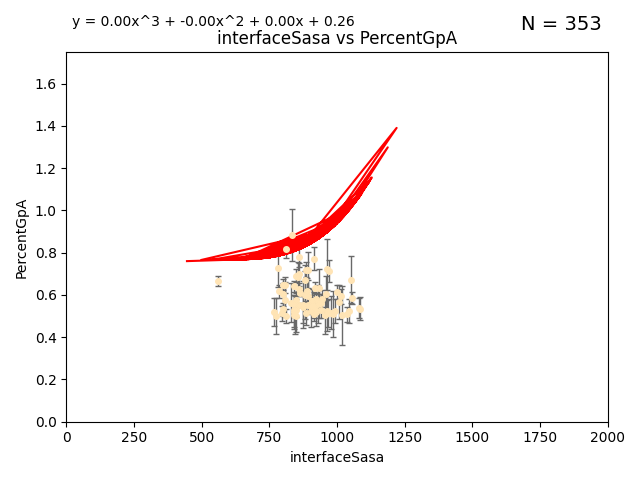 y = 0.00x^3 + -0.00x^2 + 0.00x + 0.26
N = 353
interfaceSasa vs PercentGpA
PercentGpA
1.6
1.4
1.2
1.0
0.8
0.6
0.4
0.2
0.0
0 250 500 750 1000 1250 1500 1750 2000
interfaceSasa